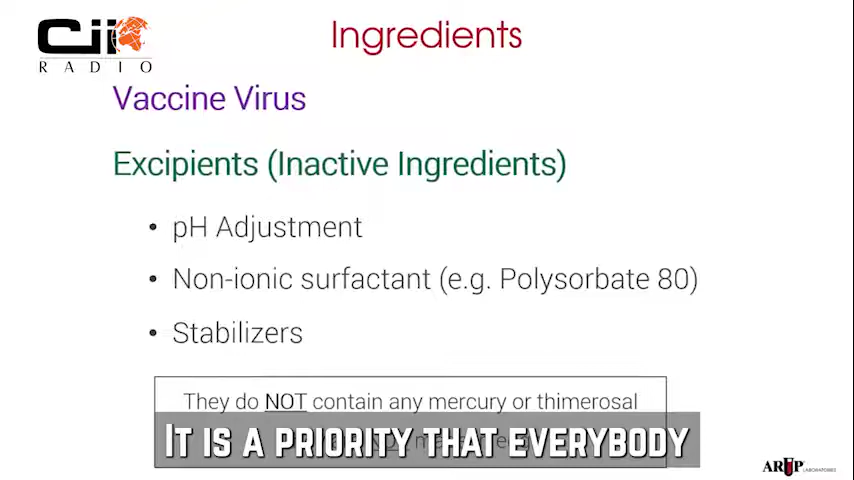 cii
RADIO
Ingredients
Vaccine Virus
Excipients (Inactive Ingredients)
• pH Adjustment
• Non-ionic surfactant (e.g. Polysorbate 80)
• Stabilizers
They do NOT contain any mercury or thimerosal
IT IS A PRIORITY THAT EVERYBODY
ARUP LABORATORIES